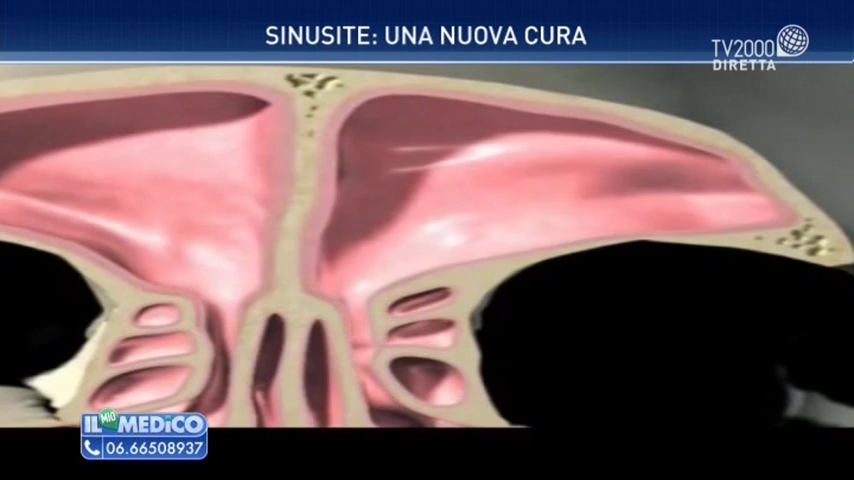 SINUSITE: UNA NUOVA CURA
TV2000
DIRETTA
IL MIO MEDICO
06.66508937